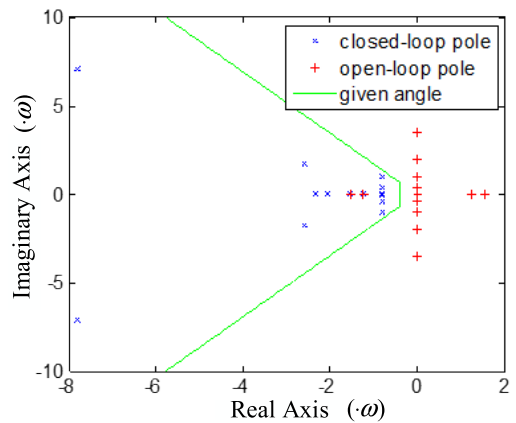 10
5
0
-5
-10
-8
-6
-4
-2
0
2
closed-loop pole
open-loop pole
given angle
Imaginary Axis (·ω)
Real Axis (·ω)